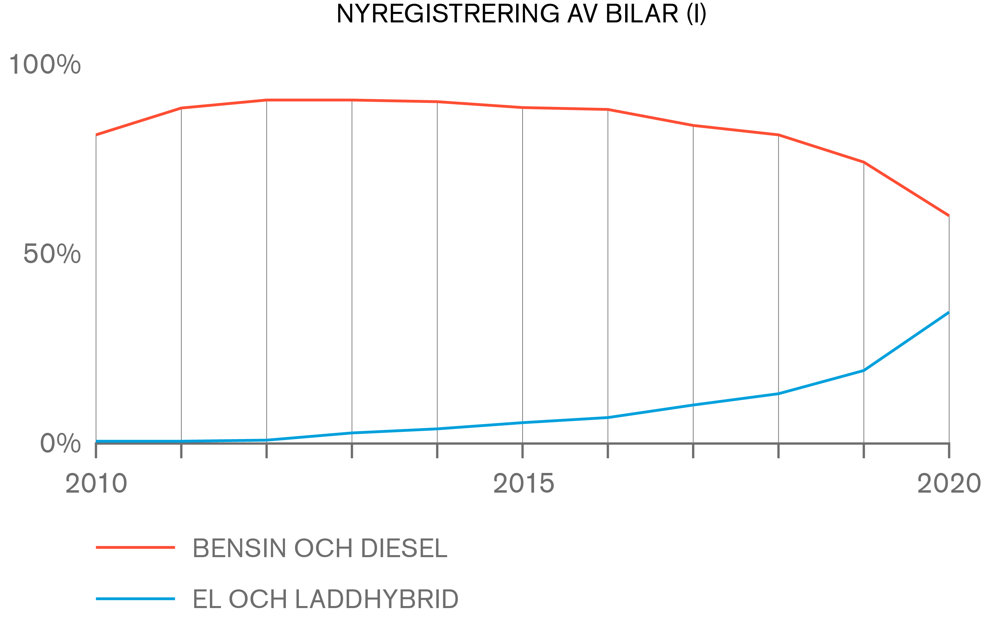 NYREGISTRERING AV BILAR (I)
100%
50%
0%
2010 2015 2020
BENSIN OCH DIESEL
EL OCH LADDHYBRID